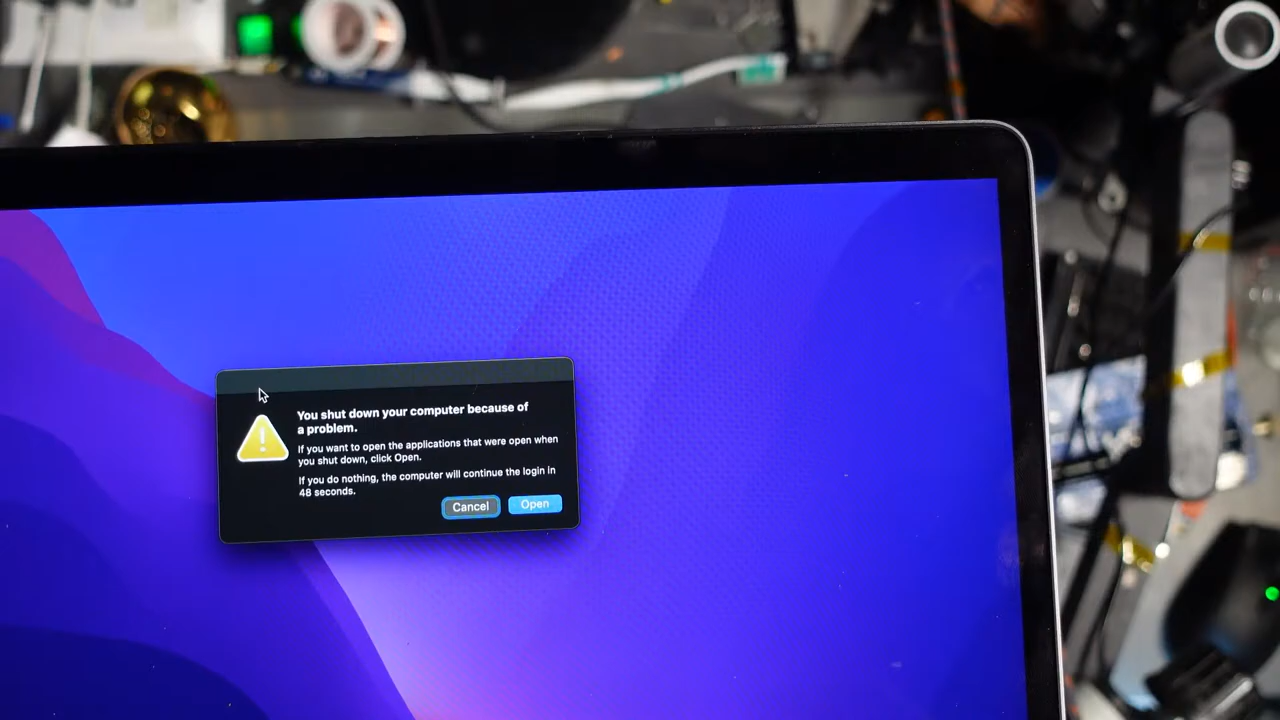 You shut down your computer because of
a problem.
If you want to open the applications that were open when
you shut down, click Open.
If you do nothing, the computer will continue the login in
48 seconds.
Cancel
Open